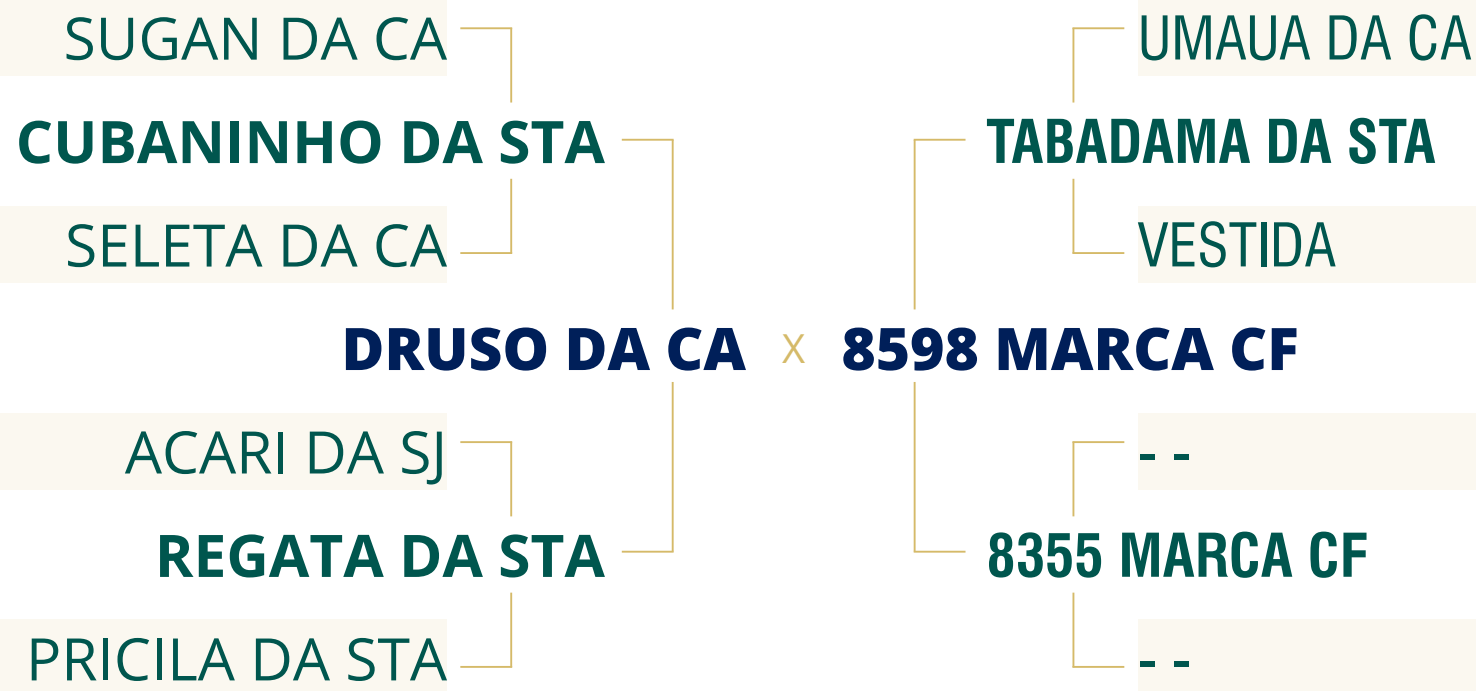 SUGAN DA CA
UMAUA DA CA
CUBANINHO DA STA
TABADAMA DA STA
SELETA DA CA
VESTIDA
DRUSO DA CA X 8598 MARCA CF
ACARI DA SJ
- -
REGATA DA STA
8355 MARCA CF
PRICILA DA STA
- -